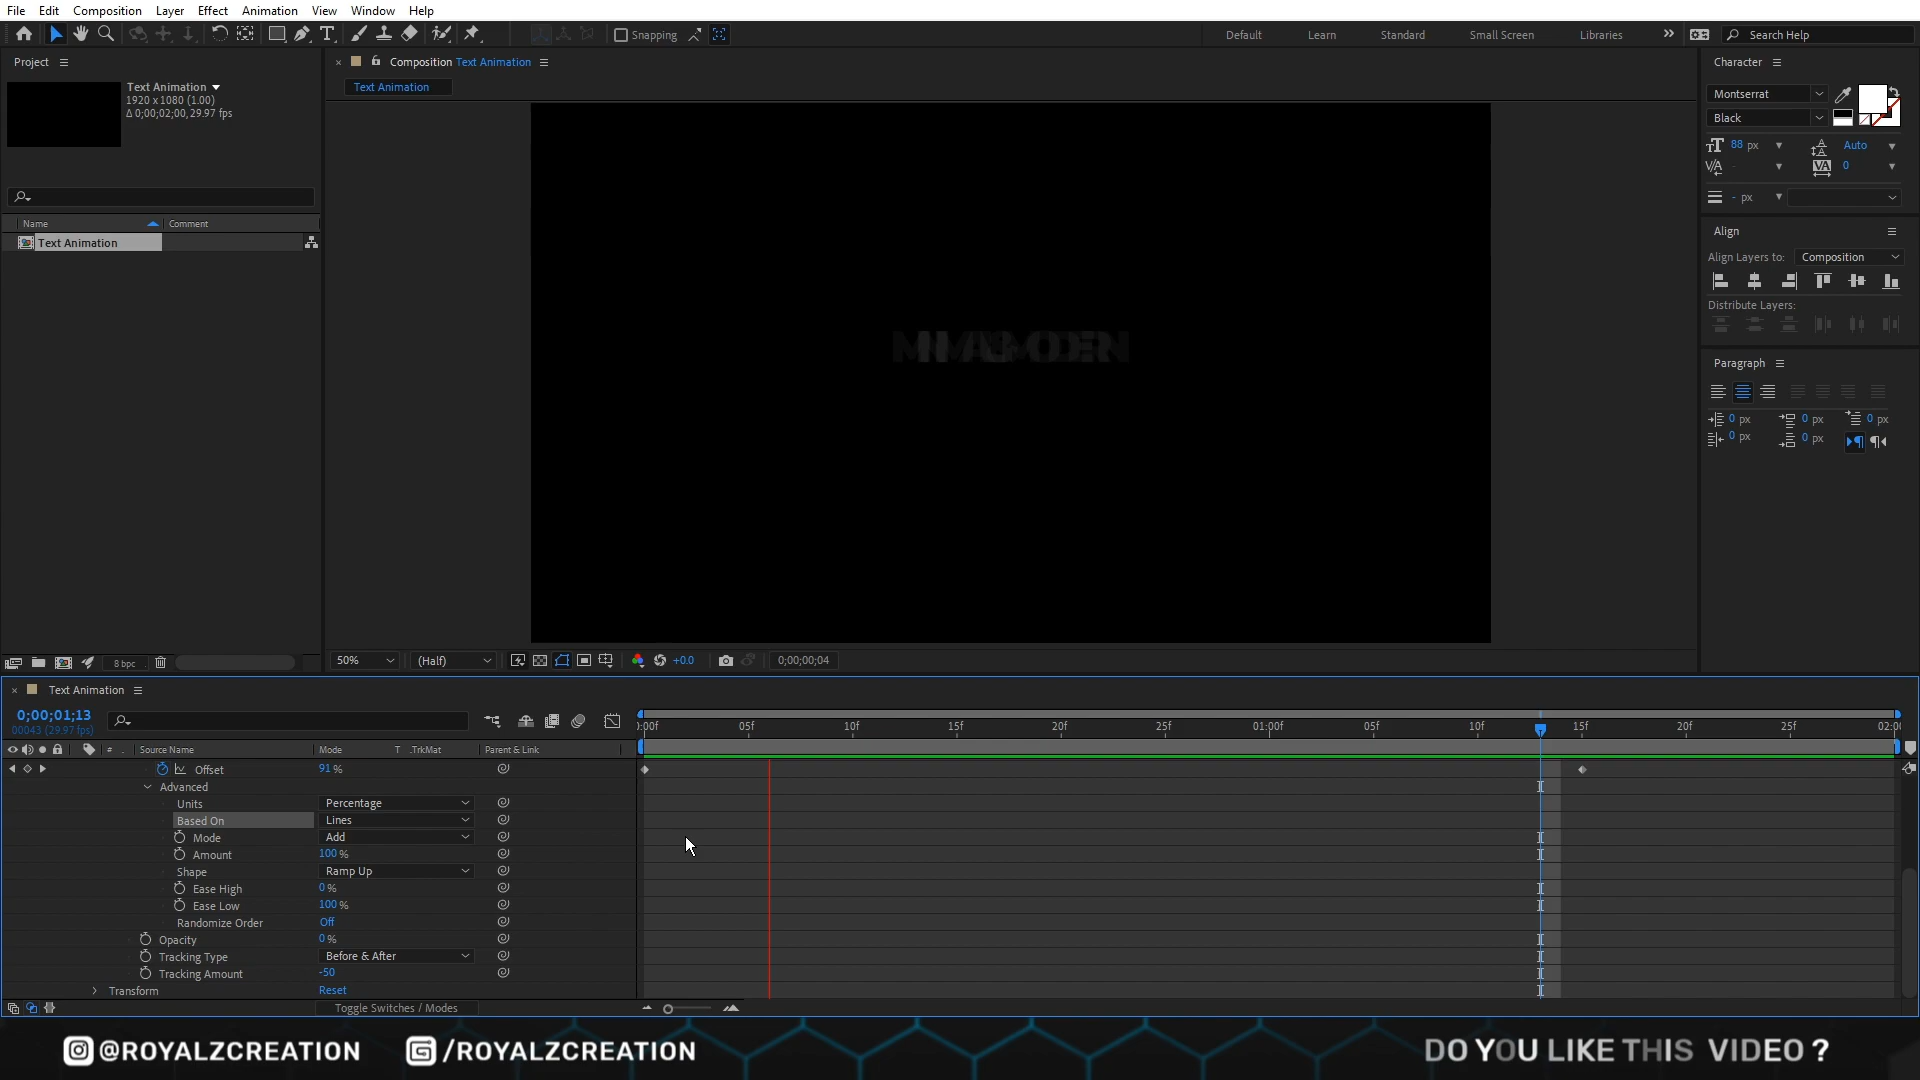 File Edit Composition Layer Effect Animation View Window Help
Snapping
Default Learn Standard Small Screen Libraries
Search Help
Project
Text Animation
1920 x 1080 (1.00)
Δ 0;00;02;00, 29.97 fps
Name Comment
Text Animation
8 bpc
Composition Text Animation
Text Animation
50% (Half) +0.0 0;00;00;04
Character
Montserrat
Black
88 px Auto
0
- px
Align
Align Layers to: Composition
Distribute Layers:
Paragraph
0 px 0 px 0 px
0 px 0 px
Text Animation
0;00;01;13
00043 (29.97 fps)
):00f 05f 10f 15f 20f 25f 01:00f 05f 10f 15f 20f 25f 02:00
# . Source Name Mode T .TrkMat Parent & Link
Offset 91 %
Advanced
Units Percentage
Based On Lines
Mode Add
Amount 100 %
Shape Ramp Up
Ease High 0 %
Ease Low 100 %
Randomize Order Off
Opacity 0 %
Tracking Type Before & After
Tracking Amount -50
Transform Reset
Toggle Switches / Modes
@ROYALZCREATION /ROYALZCREATION DO YOU LIKE THIS VIDEO ?